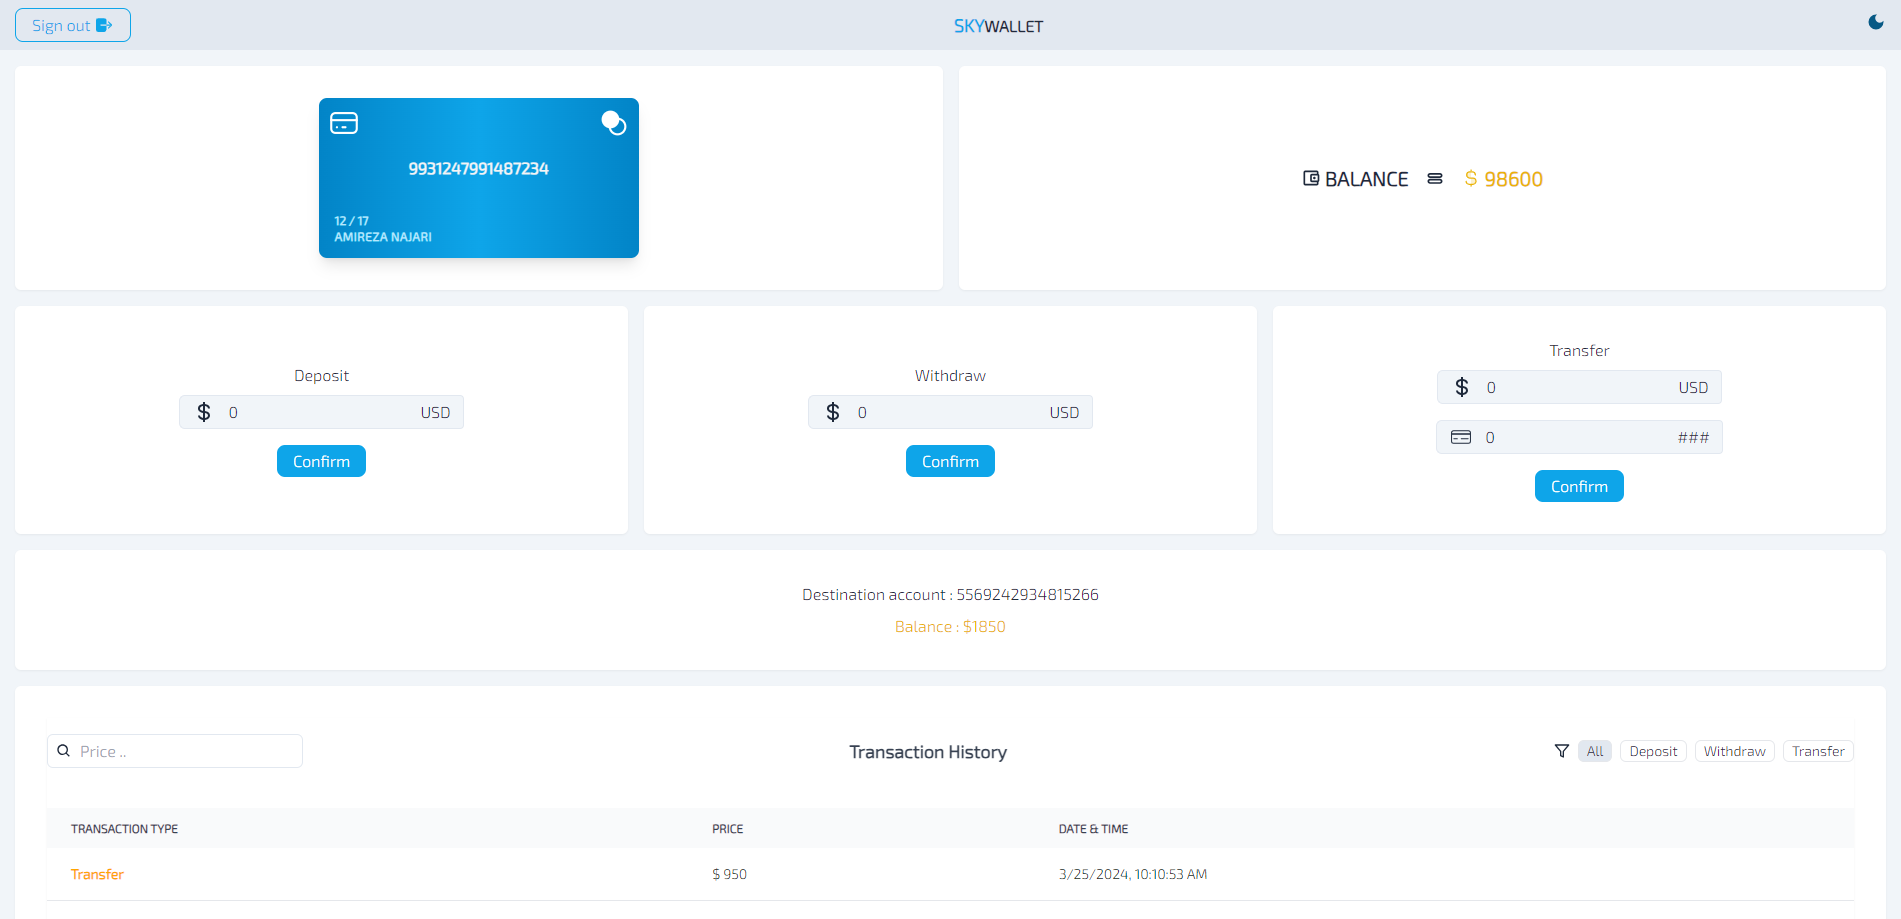 Sign out
SKYWALLET
9931247991487234
12 / 17
AMIREZA NAJARI
BALANCE = $ 98600
Deposit
$ 0 USD
Confirm
Withdraw
$ 0 USD
Confirm
Transfer
$ 0 USD
0 ###
Confirm
Destination account : 5569242934815266
Balance : $1850
Price ..
Transaction History
All Deposit Withdraw Transfer
TRANSACTION TYPE PRICE DATE & TIME
Transfer $ 950 3/25/2024, 10:10:53 AM